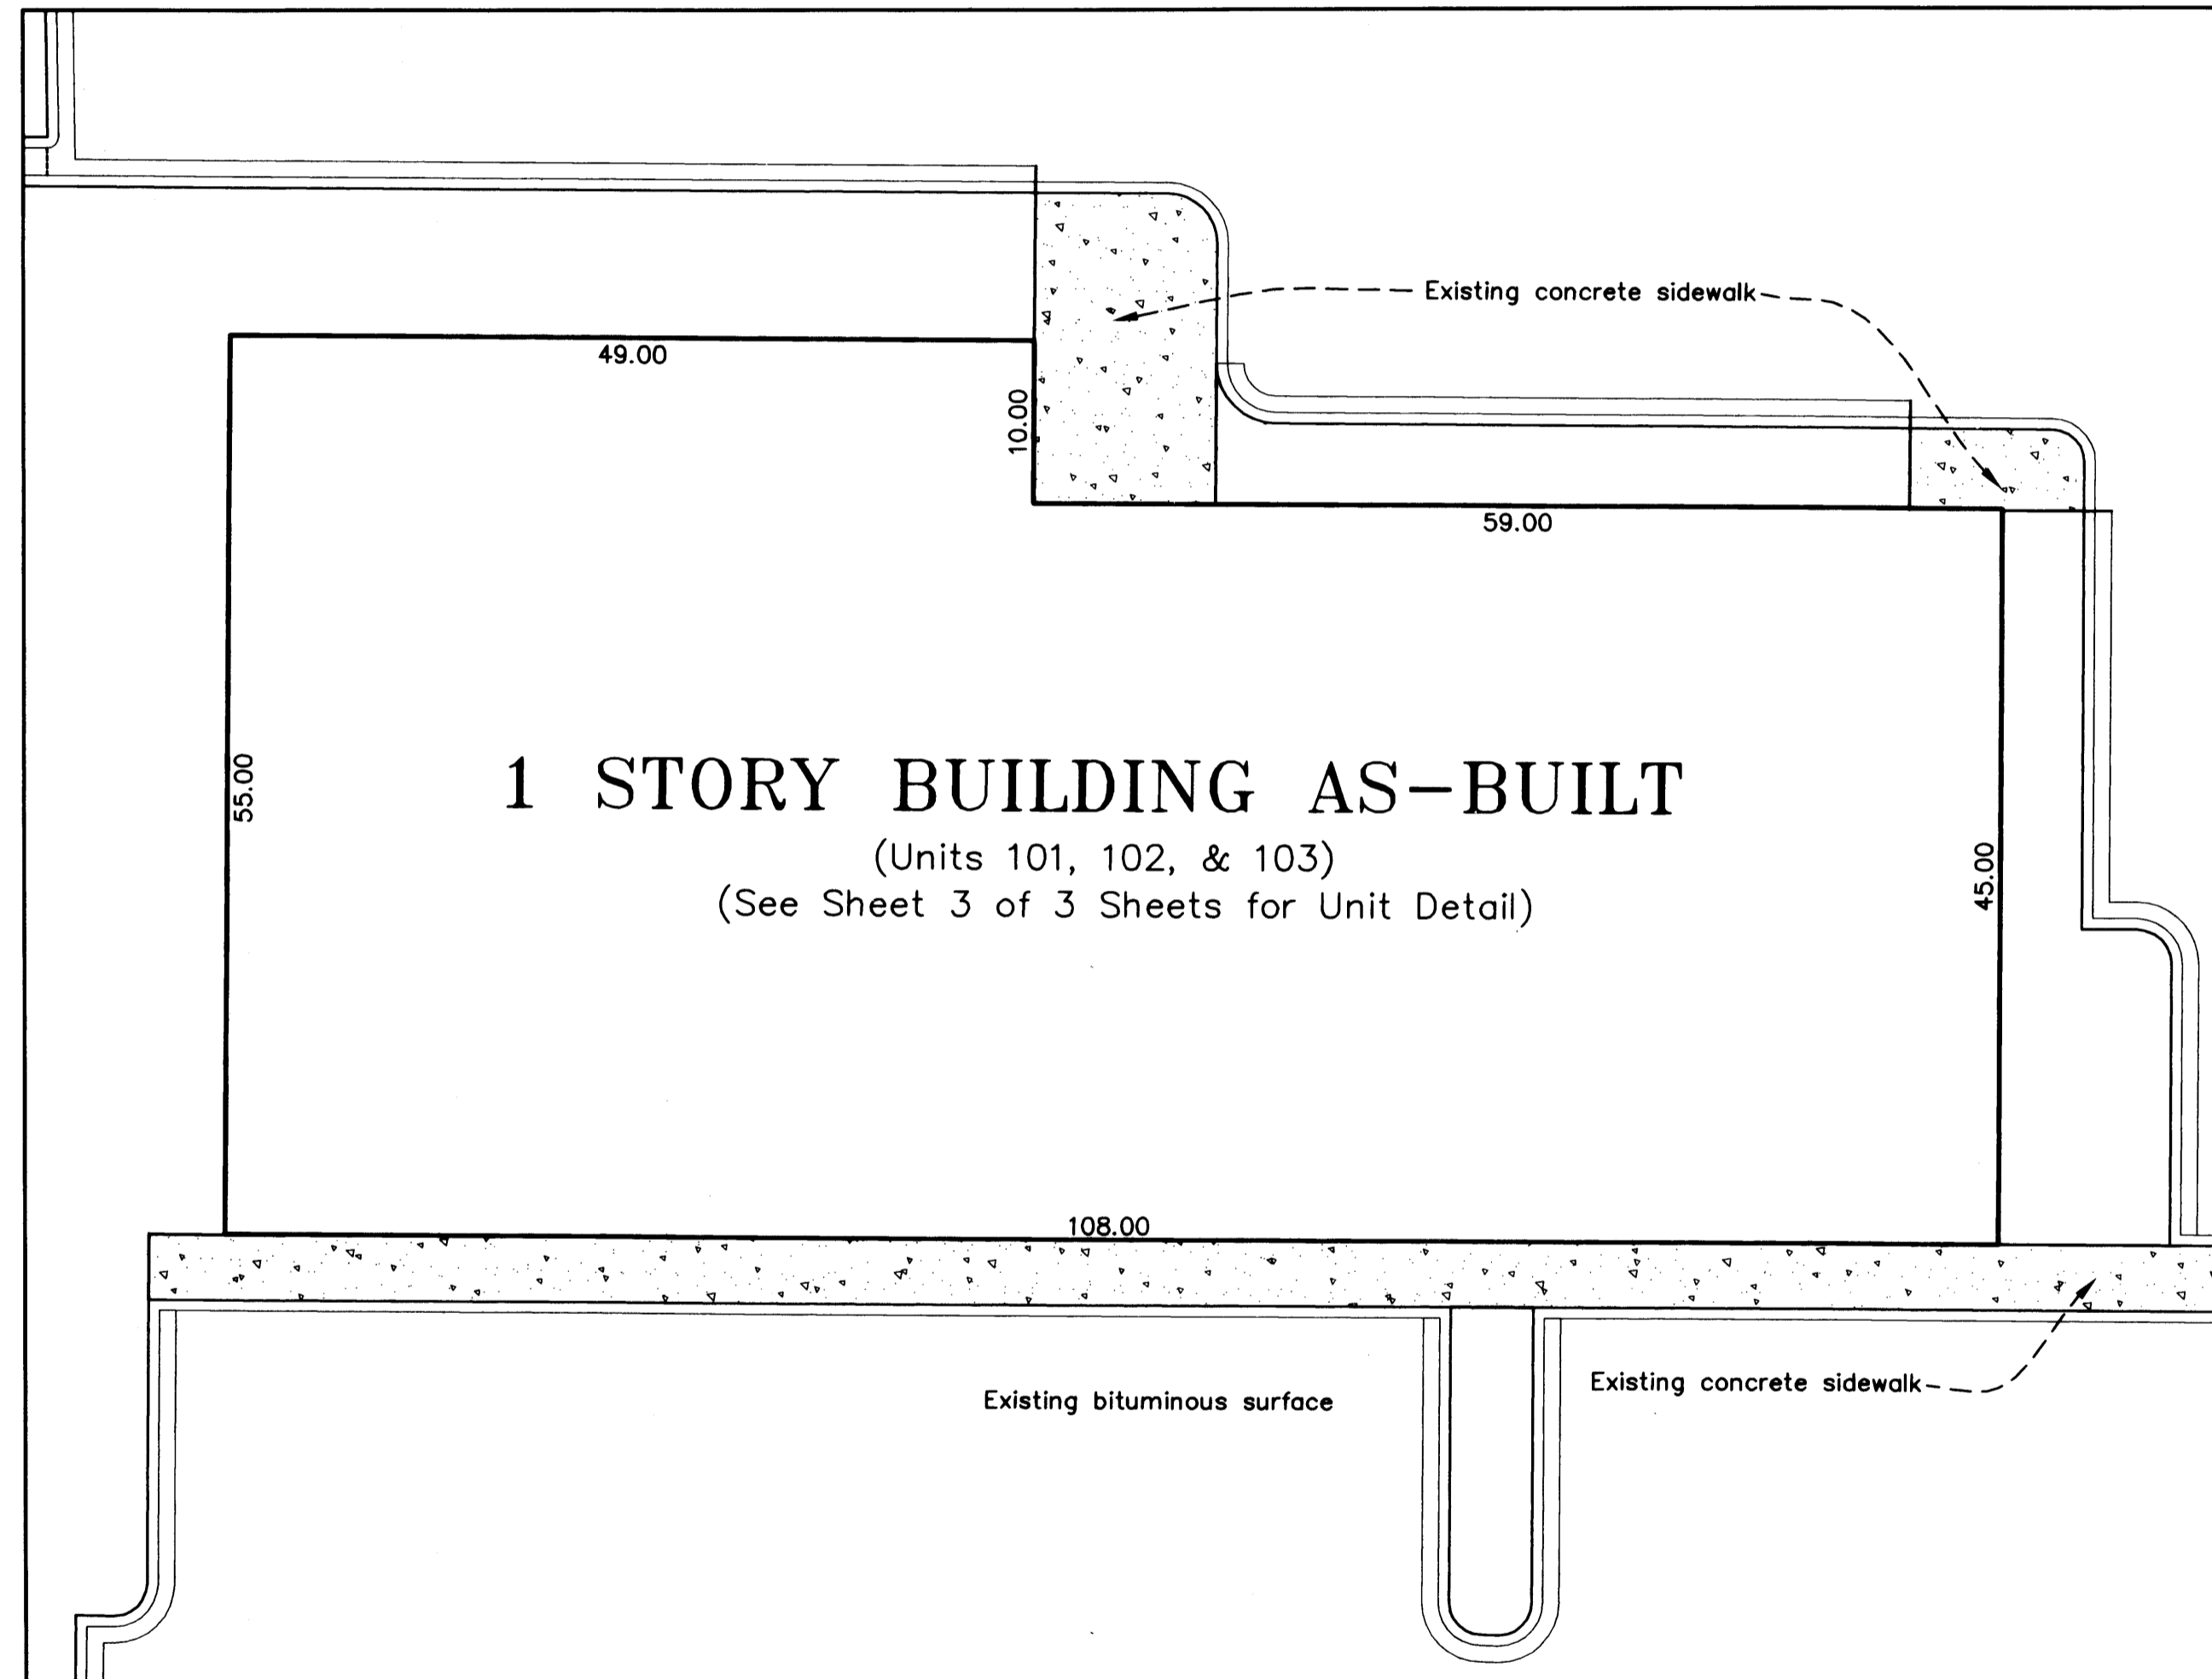 Existing concrete sidewalk
49.00
10.00
59.00
55.00
1 STORY BUILDING AS-BUILT
(Units 101, 102, & 103)
(See Sheet 3 of 3 Sheets for Unit Detail)
45.00
108.00
Existing concrete sidewalk
Existing bituminous surface